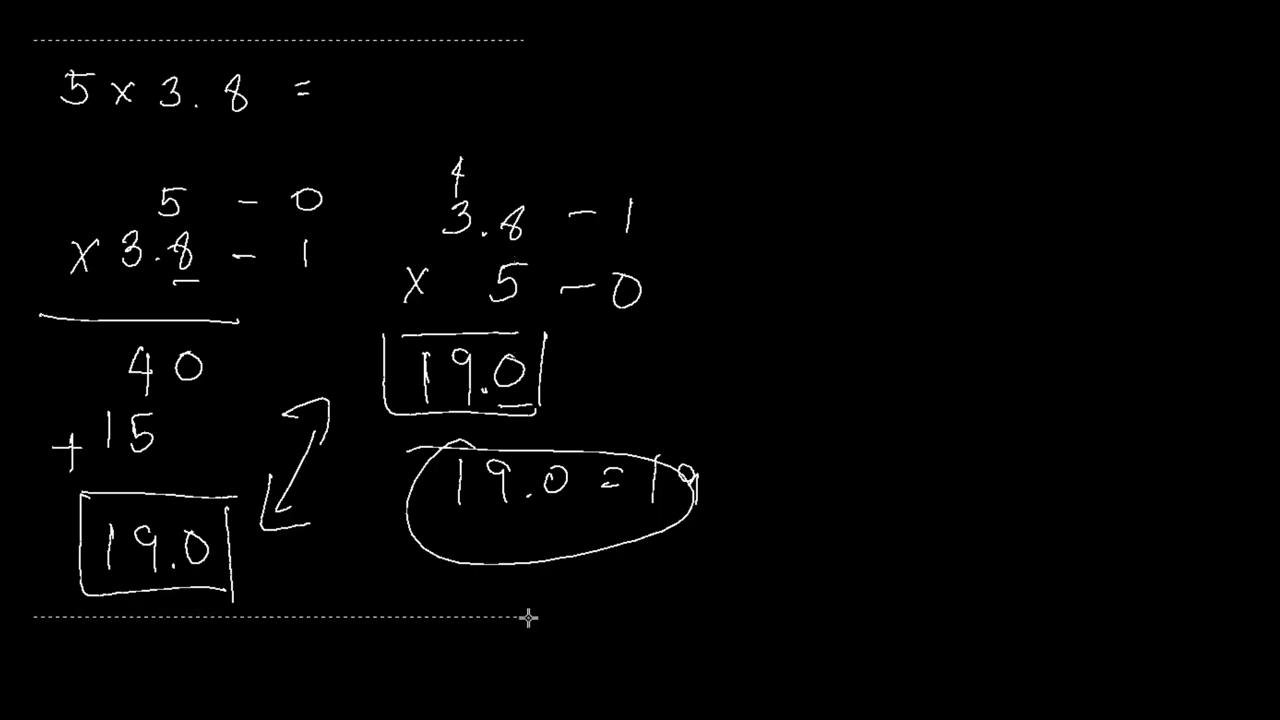 5 × 3.8 =
5 - 0
× 3.8 - 1
40
+ 15
19.0
4
3.8 - 1
× 5 - 0
19.0
19.0 = 19